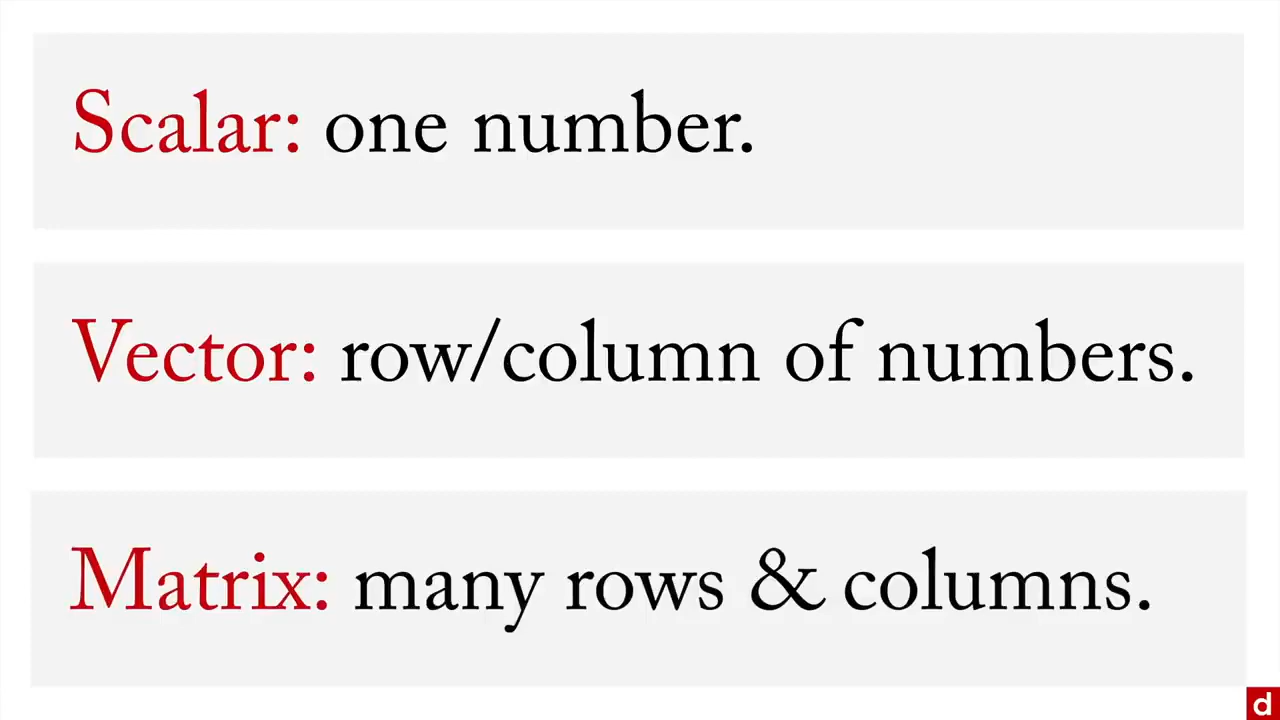 Scalar: one number.
Vector: row/column of numbers.
Matrix: many rows & columns.
d